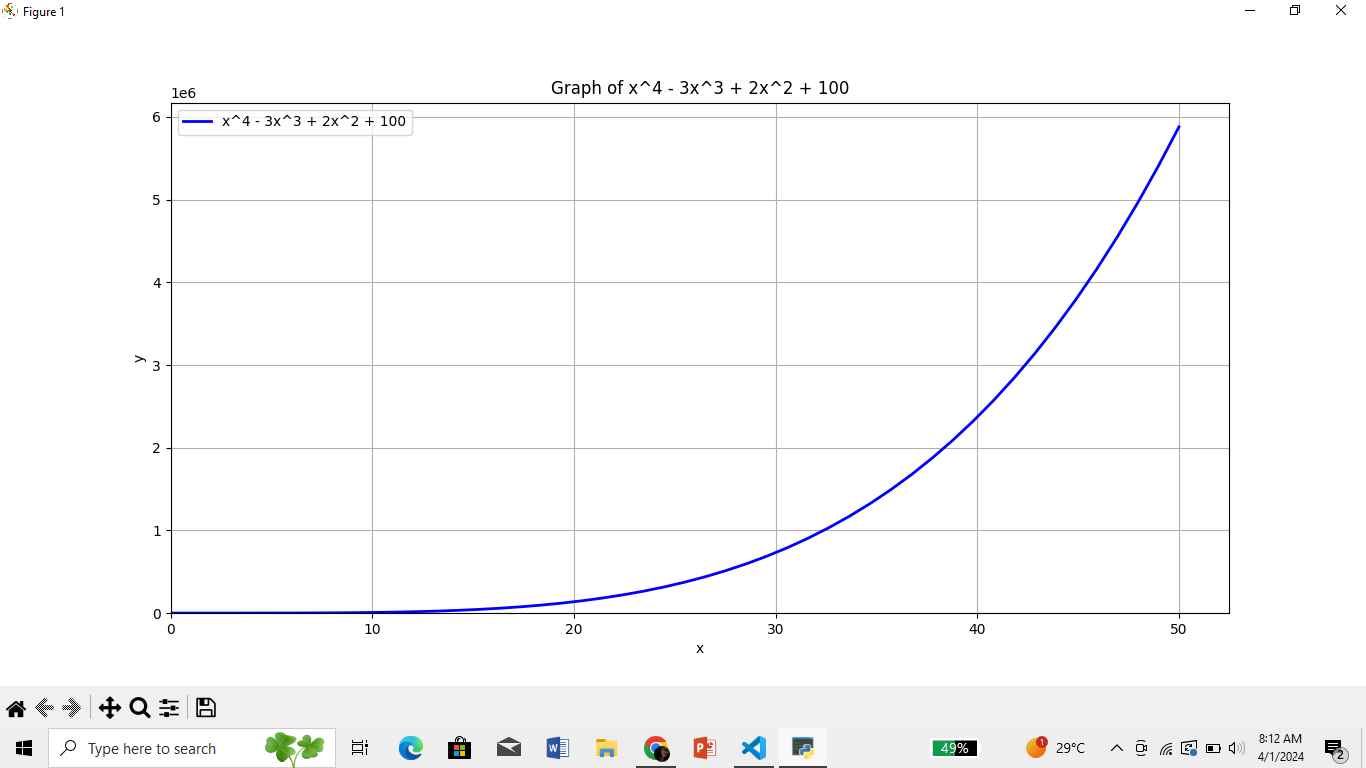 Figure 1
Graph of x^4 - 3x^3 + 2x^2 + 100
1e6
x^4 - 3x^3 + 2x^2 + 100
6
5
4
3
2
1
0
y
0 10 20 30 40 50
x
Type here to search
W
P
49%
1
29°C
8:12 AM
4/1/2024
2